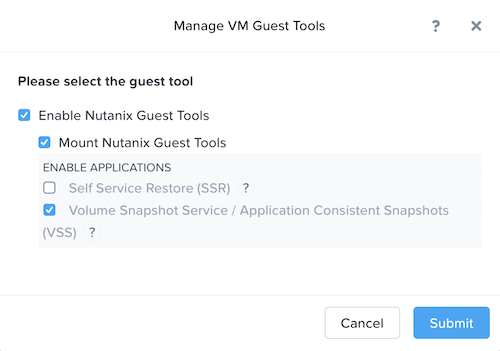 Manage VM Guest Tools
?
Please select the guest tool
Enable Nutanix Guest Tools
Mount Nutanix Guest Tools
ENABLE APPLICATIONS
Self Service Restore (SSR) ?
Volume Snapshot Service / Application Consistent Snapshots
(VSS) ?
Cancel
Submit